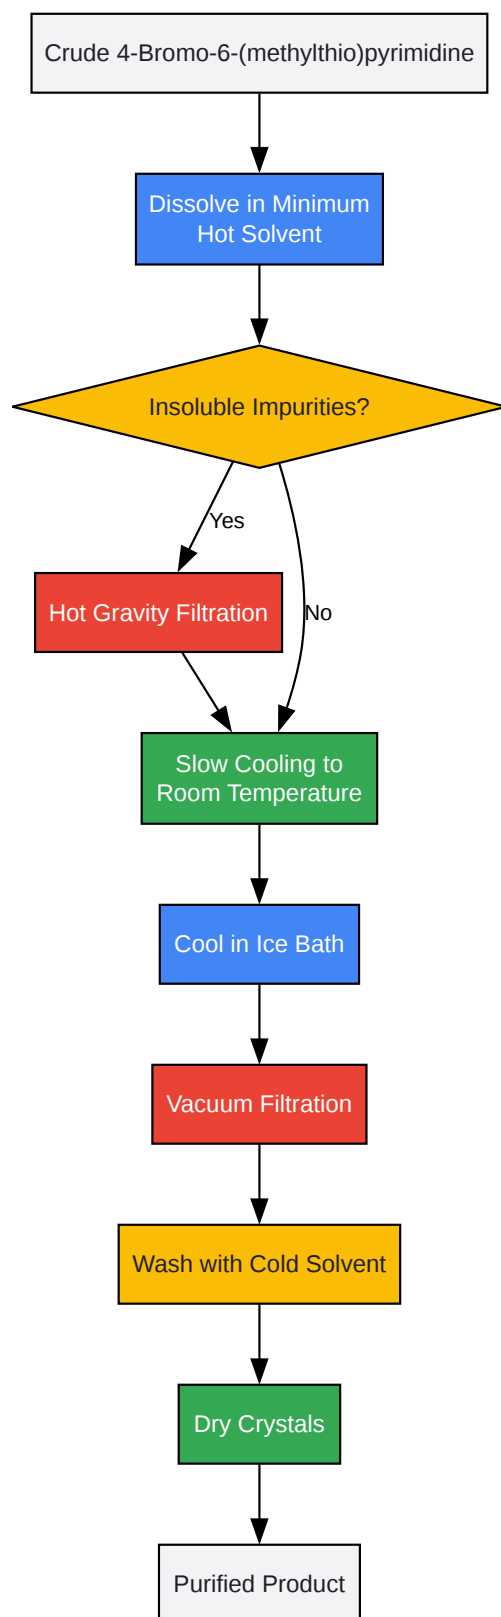 Crude 4-Bromo-6-(methylthio)pyrimidine
Dissolve in Minimum
Hot Solvent
Insoluble Impurities?
Yes
Hot Gravity Filtration
No
Slow Cooling to
Room Temperature
Cool in Ice Bath
Vacuum Filtration
Wash with Cold Solvent
Dry Crystals
Purified Product